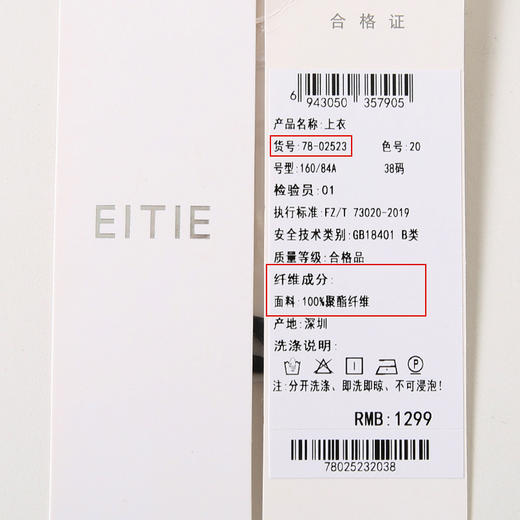 EITIE
合格证
6 943050 357905
产品名称:上衣
货号:78-02523 色号:20
号型:160/84A 38码
检验员:01
执行标准:FZ/T 73020-2019
安全技术类别:GB18401 B类
质量等级:合格品
纤维成分:
面料:100%聚酯纤维
产地:深圳
洗涤说明:
注:分开洗涤、即洗即晾、不可浸泡!
RMB:1299
78025232038